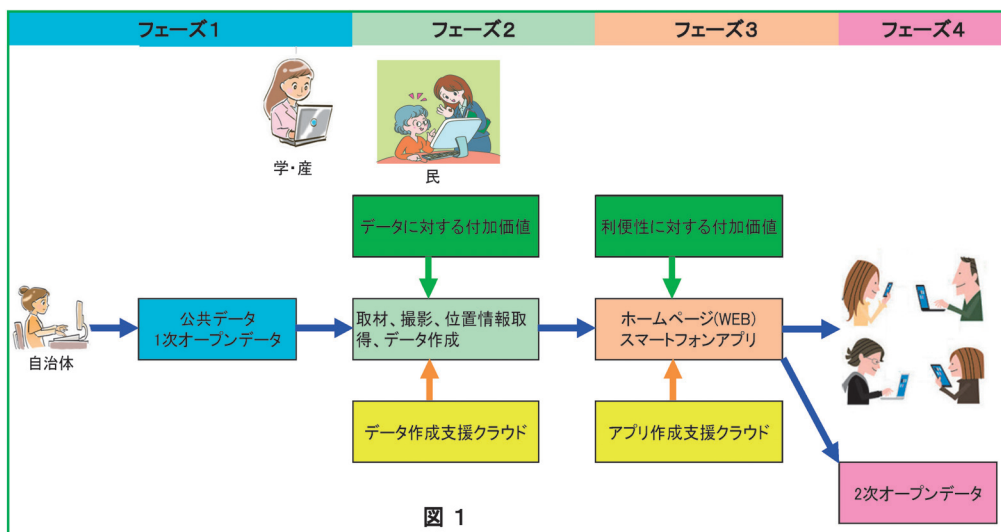 フェーズ1
フェーズ2
フェーズ3
フェーズ4
学・産
民
データに対する付加価値
利便性に対する付加価値
自治体
公共データ
1次オープンデータ
取材、撮影、位置情報取
得、データ作成
ホームページ(WEB)
スマートフォンアプリ
データ作成支援クラウド
アプリ作成支援クラウド
2次オープンデータ
図 1